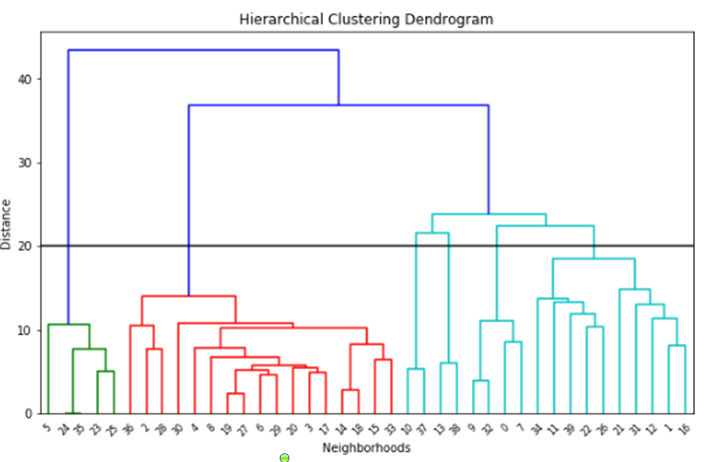 Hierarchical Clustering Dendrogram
Distance
40
30
20
10
0
5 24 35 23 25 36 2 28 30 4 8 19 27 6 29 20 3 17 14 18 15 33 10 37 13 38 9 32 0 7 34 11 39 22 26 21 31 12 1 16
Neighborhoods